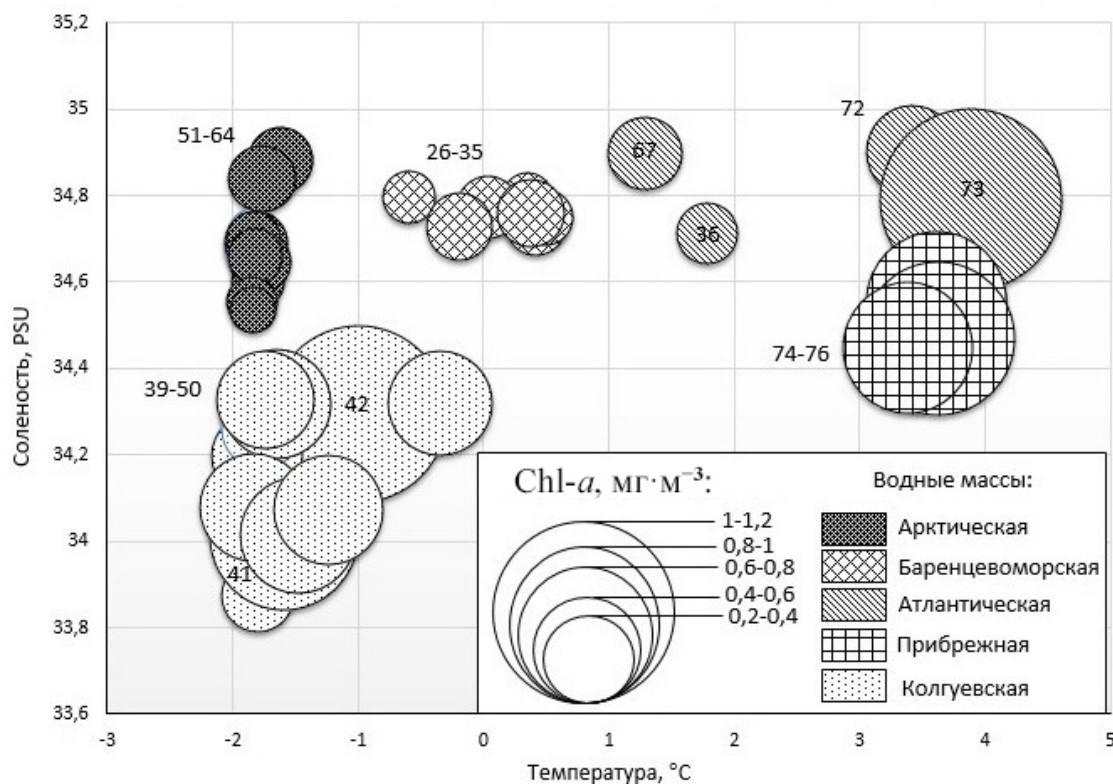 35,2
35
34,8
34,6
34,4
34,2
34
33,8
33,6
Соленость, PSU
51-64
26-35
67
36
72
73
74-76
39-50
42
41
Chl-a, мг·м⁻³:
1-1,2
0,8-1
0,6-0,8
0,4-0,6
0,2-0,4
Водные массы:
Арктическая
Баренцевоморская
Атлантическая
Прибрежная
Колгуевская
-3 -2 -1 0 1 2 3 4 5
Температура, °C